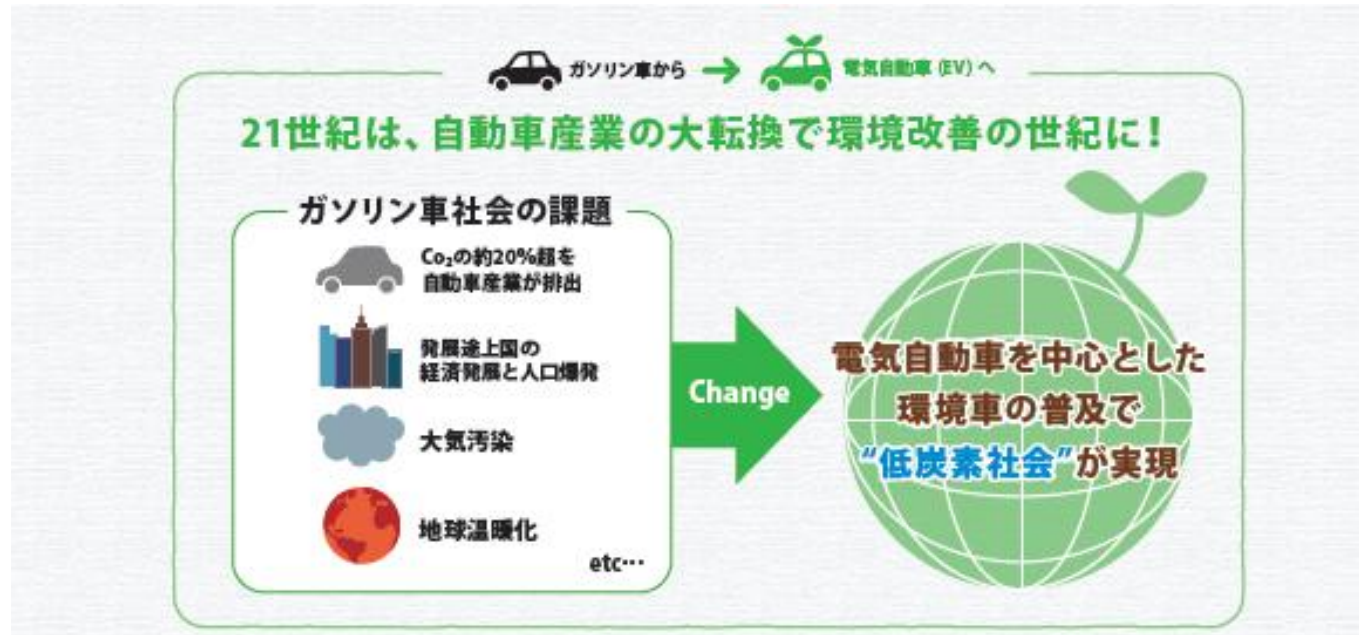 ガソリン車から → 電気自動車 (EV) へ
21世紀は、自動車産業の大転換で環境改善の世紀に！
ガソリン車社会の課題
Co₂の約20%超を
自動車産業が排出
発展途上国の
経済発展と人口爆発
大気汚染
地球温暖化
etc…
Change
電気自動車を中心とした
環境車の普及で
“低炭素社会”が実現